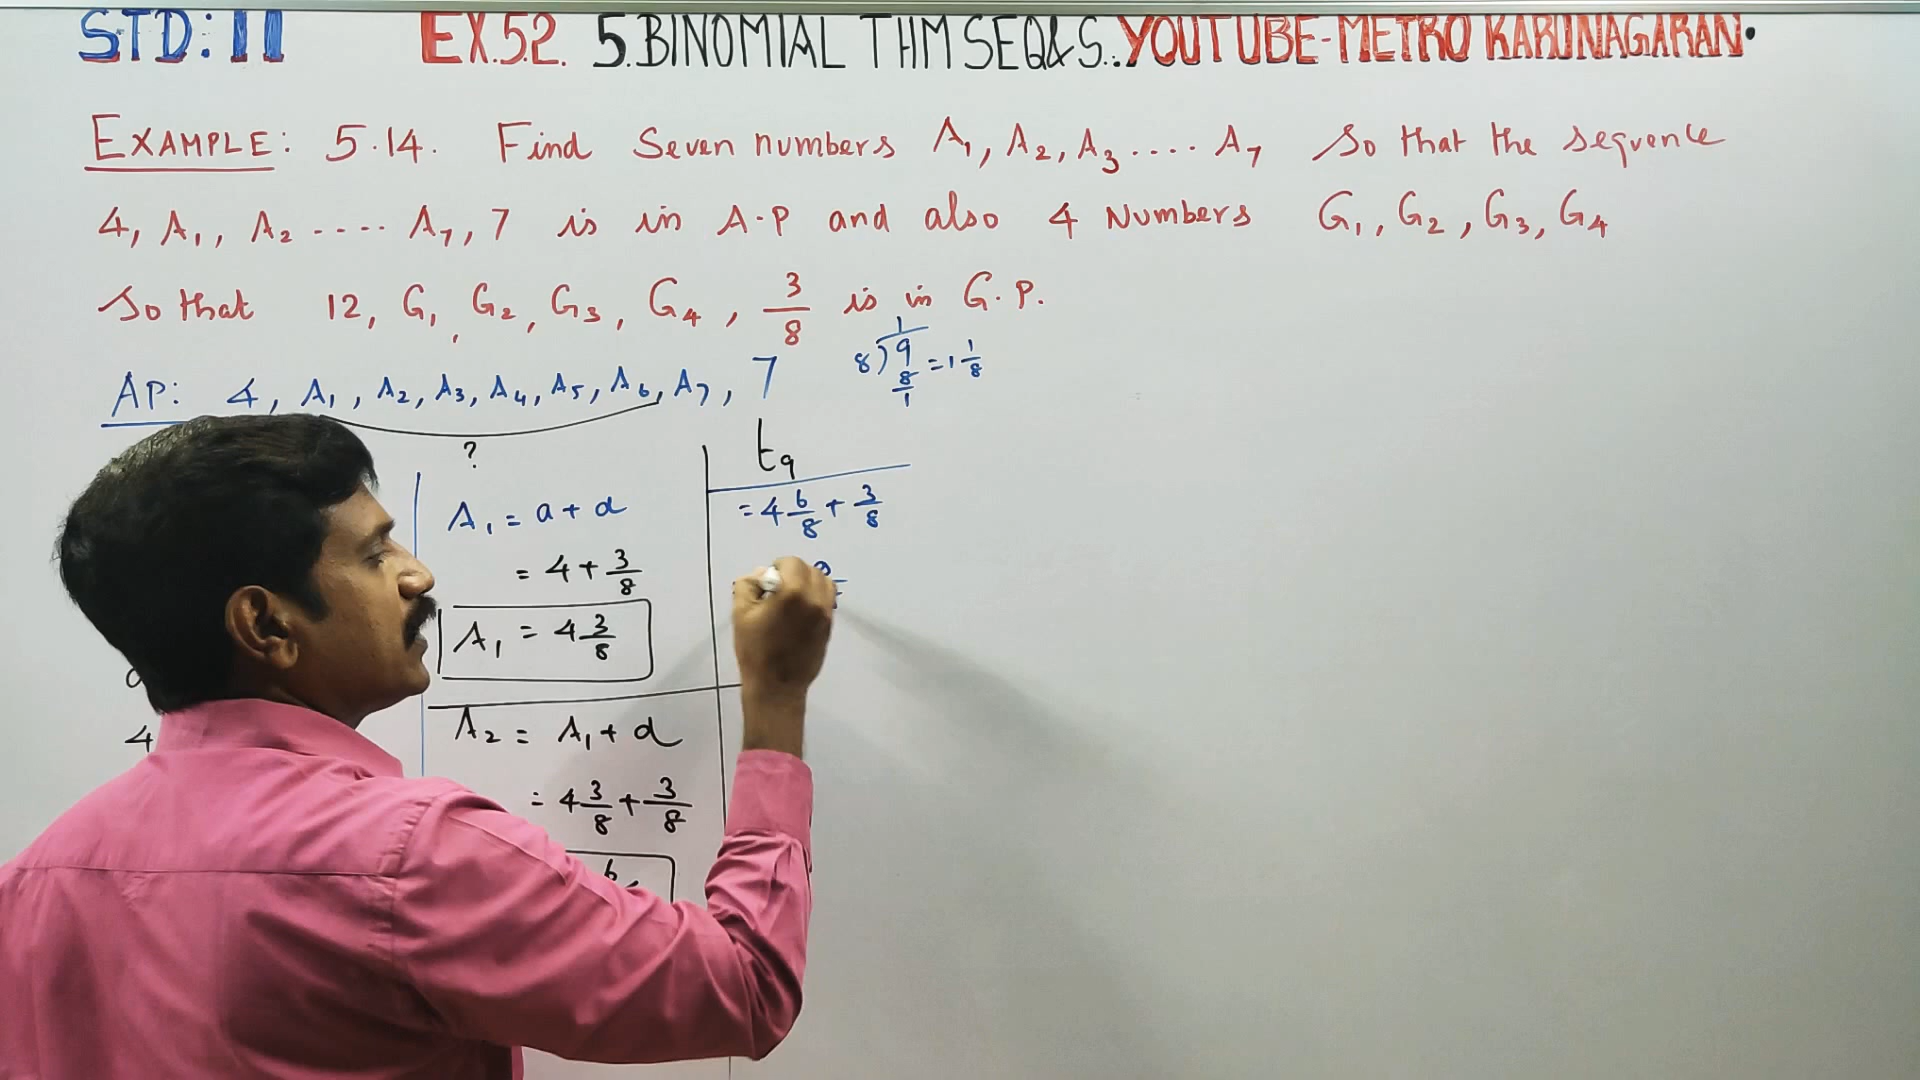 STD: 11 EX.5.2. 5.BINOMIAL THM SEQ&S.. YOUTUBE-METRO KARUNAGARAN.
EXAMPLE: 5.14. Find Seven numbers A₁, A₂, A₃.... A₇ So that the sequence
4, A₁, A₂ .... A₇, 7 is in A.P and also 4 Numbers G₁, G₂, G₃, G₄
So that 12, G₁, G₂, G₃, G₄, 3/8 is in G.P.
AP: 4, A₁, A₂, A₃, A₄, A₅, A₆, A₇, 7
?
A₁ = a + d
= 4 + 3/8
A₁ = 4 3/8
A₂ = A₁ + d
= 4 3/8 + 3/8
6
4
1
8)9 = 1 1/8
8
1
t₉
= 4 6/8 + 3/8